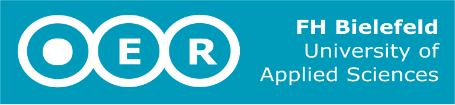 OER
FH Bielefeld
University of
Applied Sciences